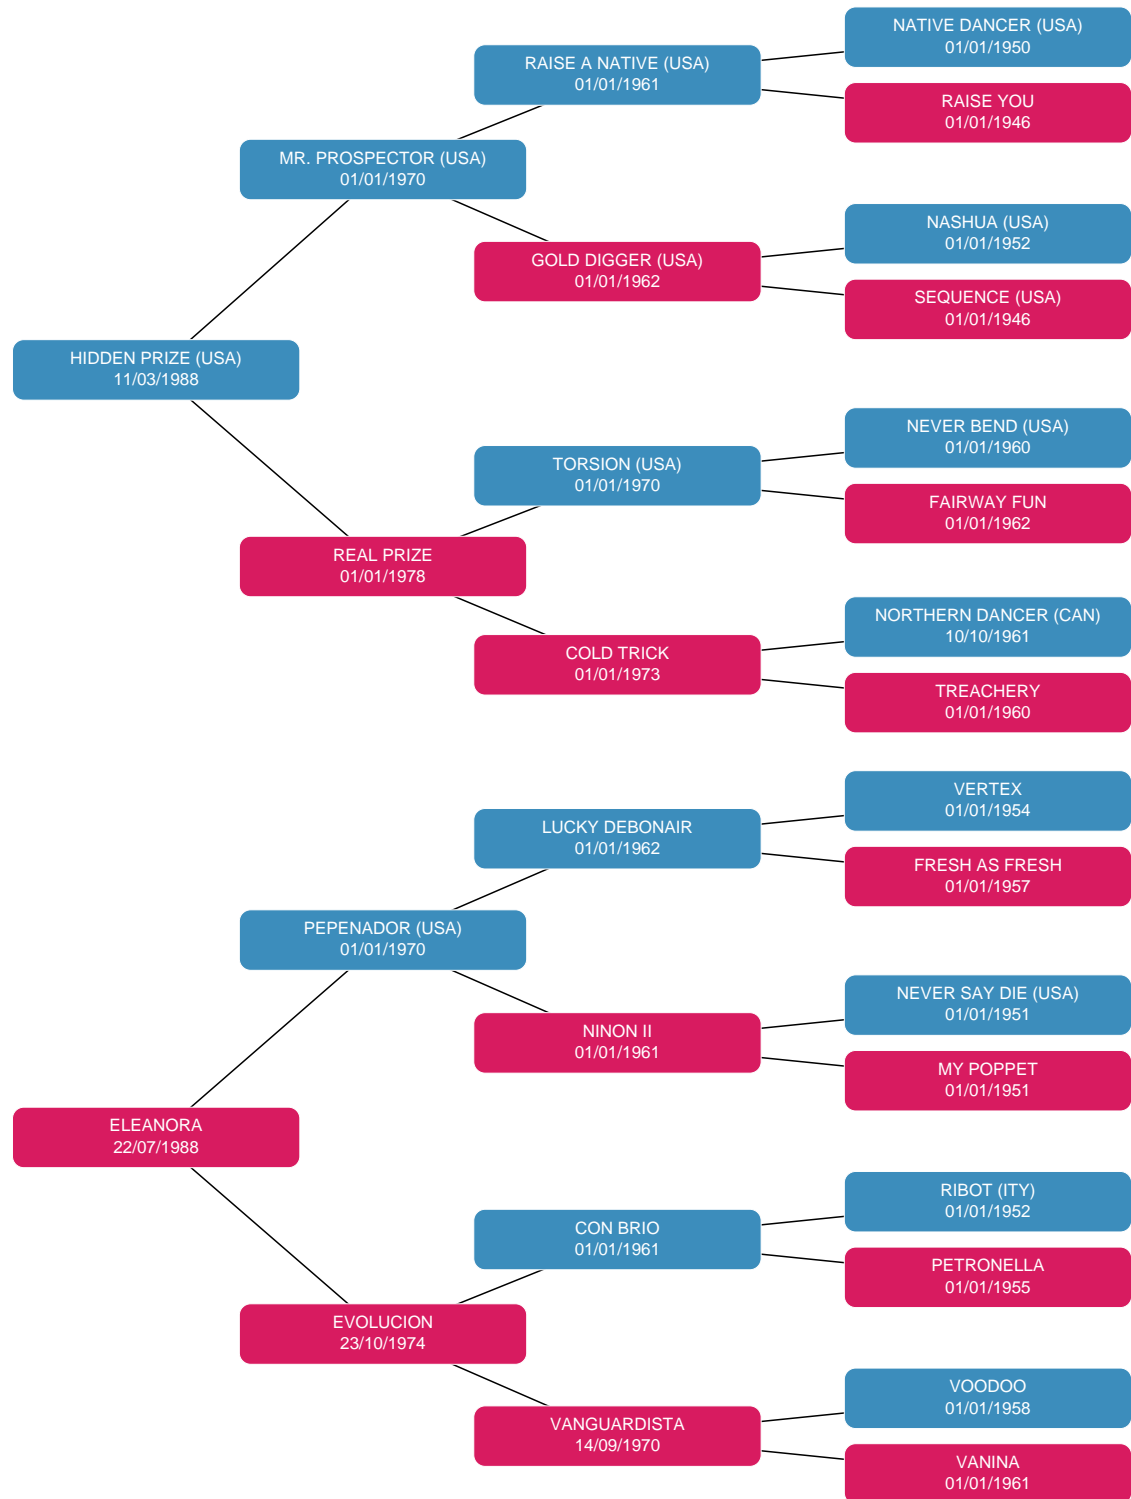 NATIVE DANCER (USA)
01/01/1950
RAISE A NATIVE (USA)
01/01/1961
RAISE YOU
01/01/1946
MR. PROSPECTOR (USA)
01/01/1970
NASHUA (USA)
01/01/1952
GOLD DIGGER (USA)
01/01/1962
SEQUENCE (USA)
01/01/1946
HIDDEN PRIZE (USA)
11/03/1988
NEVER BEND (USA)
01/01/1960
TORSION (USA)
01/01/1970
FAIRWAY FUN
01/01/1962
REAL PRIZE
01/01/1978
NORTHERN DANCER (CAN)
10/10/1961
COLD TRICK
01/01/1973
TREACHERY
01/01/1960
VERTEX
01/01/1954
LUCKY DEBONAIR
01/01/1962
FRESH AS FRESH
01/01/1957
PEPENADOR (USA)
01/01/1970
NEVER SAY DIE (USA)
01/01/1951
NINON II
01/01/1961
MY POPPET
01/01/1951
ELEANORA
22/07/1988
RIBOT (ITY)
01/01/1952
CON BRIO
01/01/1961
PETRONELLA
01/01/1955
EVOLUCION
23/10/1974
VOODOO
01/01/1958
VANGUARDISTA
14/09/1970
VANINA
01/01/1961